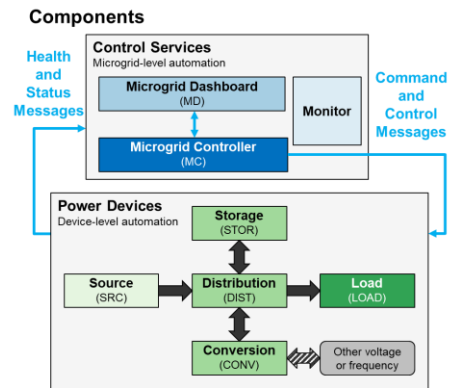 Components
Control Services
Microgrid-level automation
Health
and
Status
Messages
Microgrid Dashboard
(MD)
Monitor
Microgrid Controller
(MC)
Command
and
Control
Messages
Power Devices
Device-level automation
Storage
(STOR)
Source
(SRC)
Distribution
(DIST)
Load
(LOAD)
Conversion
(CONV)
Other voltage
or frequency